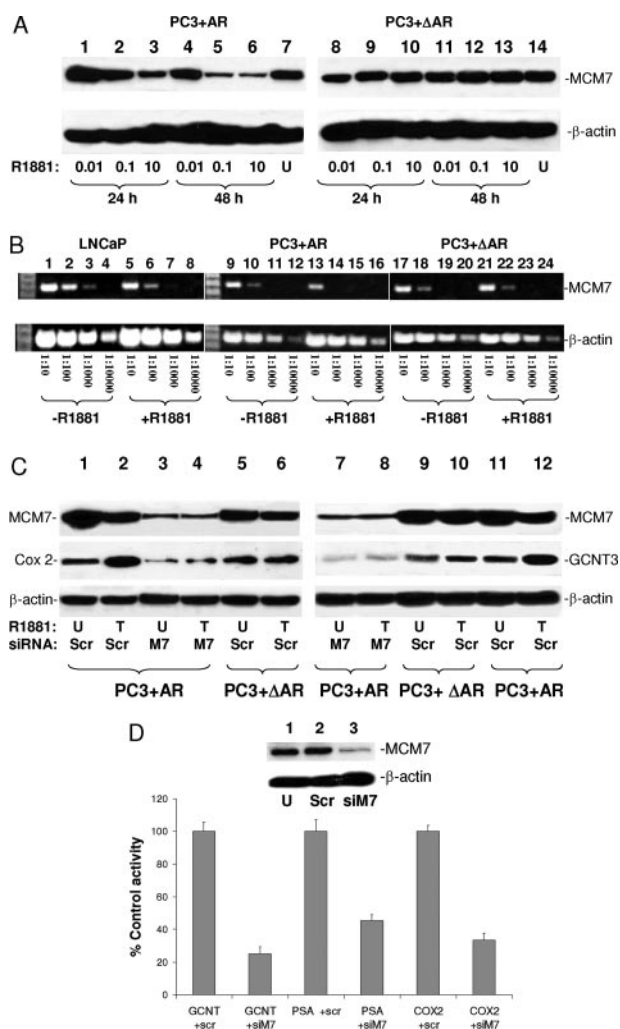 A
PC3+AR
PC3+ΔAR
1 2 3 4 5 6 7
8 9 10 11 12 13 14
-MCM7
-β-actin
R1881: 0.01 0.1 10 0.01 0.1 10 U
0.01 0.1 10 0.01 0.1 10 U
24 h 48 h
24 h 48 h
B
LNCaP PC3+AR PC3+ΔAR
1 2 3 4 5 6 7 8 9 10 11 12 13 14 15 16 17 18 19 20 21 22 23 24
-MCM7
-β-actin
1:10 1:100 1:1000 1:10000 1:10 1:100 1:1000 1:10000 1:10 1:100 1:1000 1:10000 1:10 1:100 1:1000 1:10000 1:10 1:100 1:1000 1:10000 1:10 1:100 1:1000 1:10000
-R1881 +R1881 -R1881 +R1881 -R1881 +R1881
C
1 2 3 4 5 6 7 8 9 10 11 12
MCM7- -MCM7
Cox 2- -GCNT3
β-actin- -β-actin
R1881: U T U T U T U T U T U T
siRNA: Scr Scr M7 M7 Scr Scr M7 M7 Scr Scr Scr Scr
PC3+AR PC3+ΔAR PC3+AR PC3+ ΔAR PC3+AR
D
1 2 3
-MCM7
-β-actin
U Scr siM7
% Control activity
120
100
80
60
40
20
0
GCNT +scr
GCNT +siM7
PSA +scr
PSA +siM7
COX2 +scr
COX2 +siM7